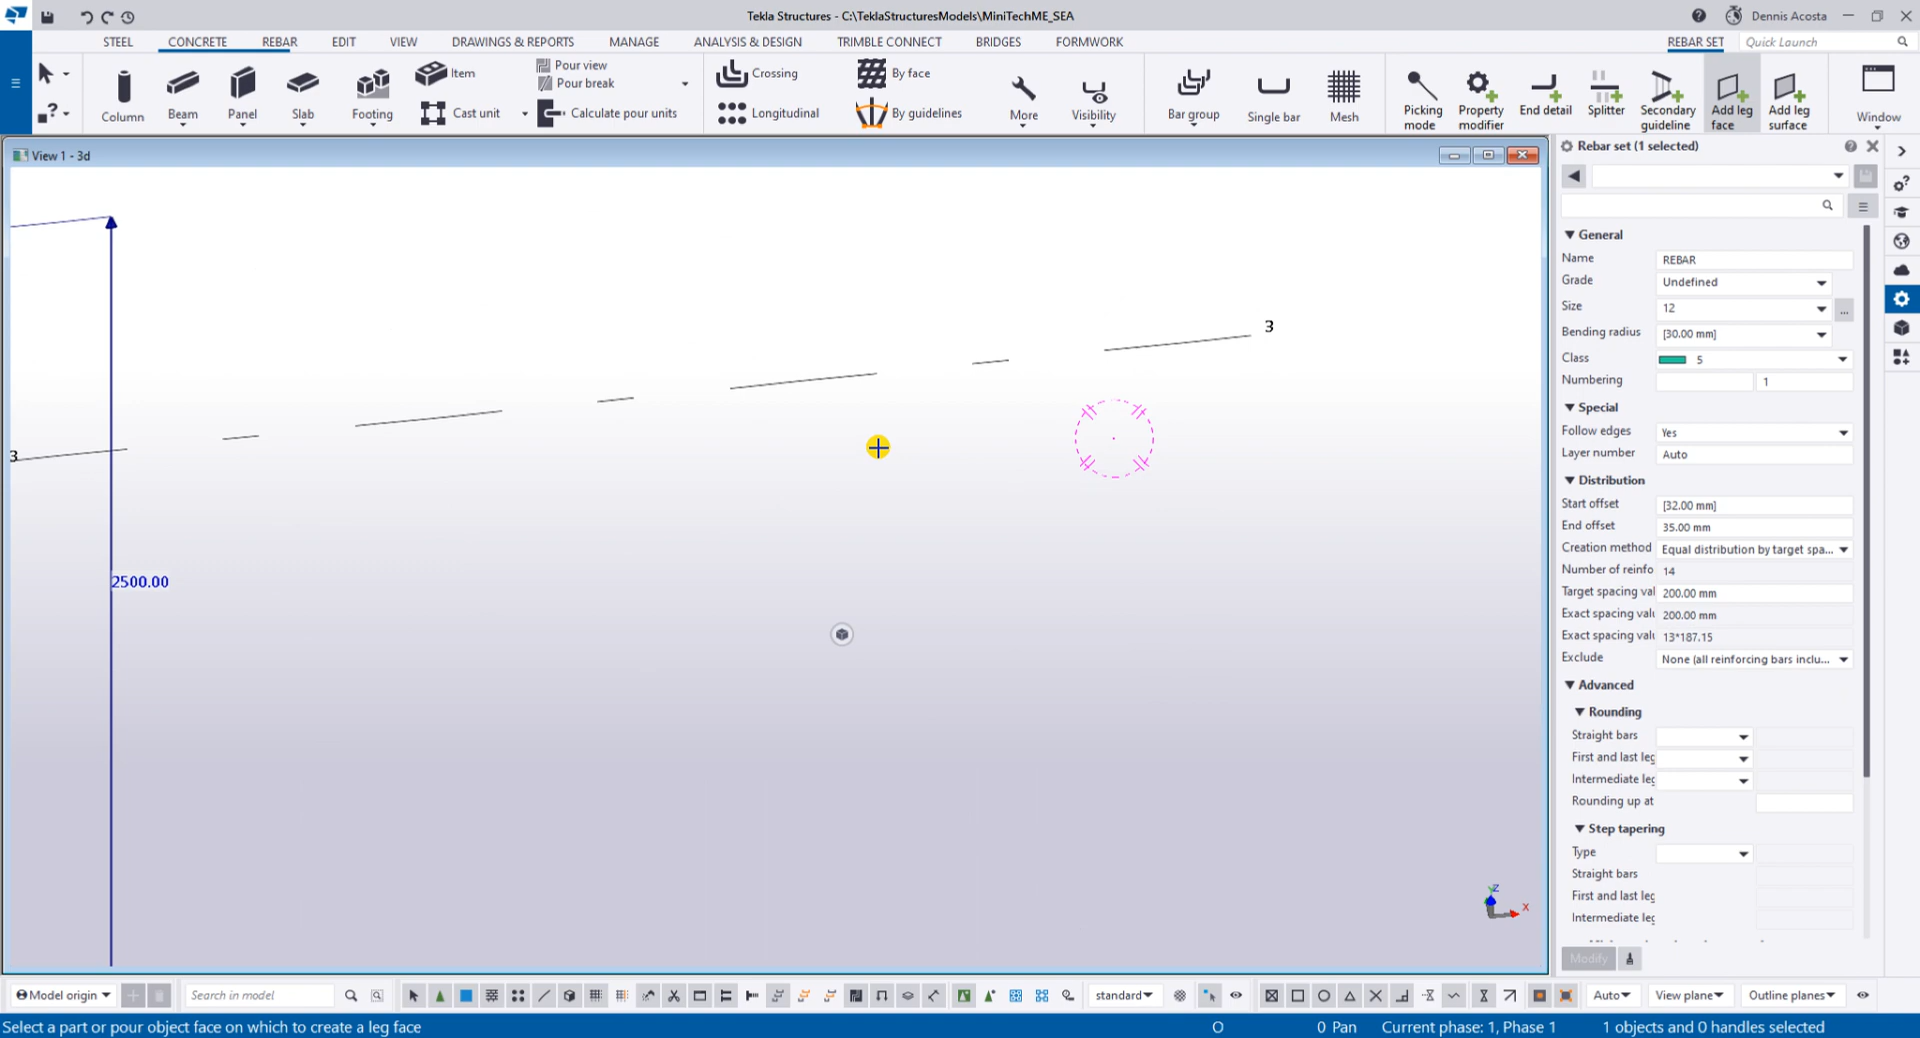 Tekla Structures - C:\TeklaStructuresModels\MiniTechME_SEA
Dennis Acosta
STEEL CONCRETE REBAR EDIT VIEW DRAWINGS & REPORTS MANAGE ANALYSIS & DESIGN TRIMBLE CONNECT BRIDGES FORMWORK REBAR SET Quick Launch
Column
Beam
Panel
Slab
Footing
Item
Cast unit
Pour view
Pour break
Calculate pour units
Crossing
Longitudinal
By face
By guidelines
More
Visibility
Bar group
Single bar
Mesh
Picking mode
Property modifier
End detail
Splitter
Secondary guideline
Add leg face
Add leg surface
Window
View 1 - 3d
3
3
2500.00
Z
X
Rebar set (1 selected)
General
Name REBAR
Grade Undefined
Size 12 ...
Bending radius [30.00 mm]
Class 5
Numbering 1
Special
Follow edges Yes
Layer number Auto
Distribution
Start offset [32.00 mm]
End offset 35.00 mm
Creation method Equal distribution by target spa...
Number of reinfo 14
Target spacing val 200.00 mm
Exact spacing valu 200.00 mm
Exact spacing valu 13*187.15
Exclude None (all reinforcing bars inclu...
Advanced
Rounding
Straight bars
First and last leg
Intermediate leg
Rounding up at
Step tapering
Type
Straight bars
First and last leg
Intermediate leg
Modify
Model origin Search in model standard Auto View plane Outline planes
Select a part or pour object face on which to create a leg face O 0 Pan Current phase: 1, Phase 1 1 objects and 0 handles selected